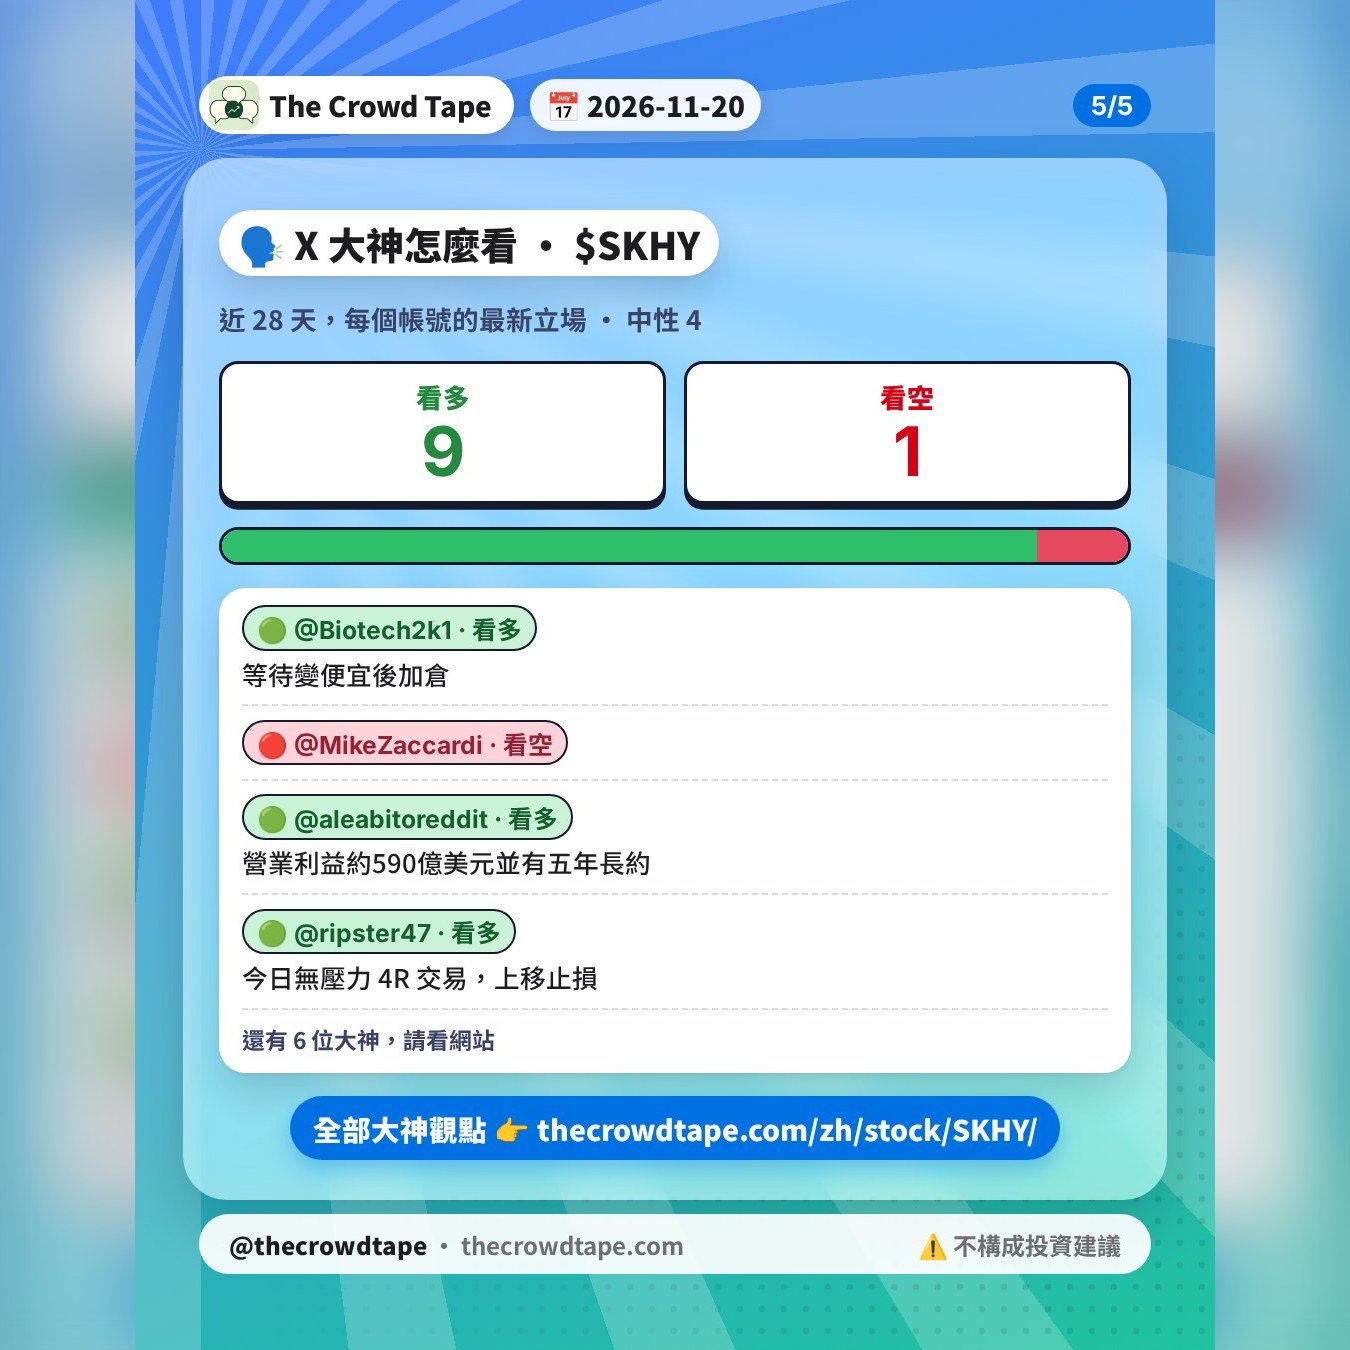 The Crowd Tape
2026-11-20
5/5
X 大神怎麼看 • $SKHY
近 28 天，每個帳號的最新立場 • 中性 4
看多
9
看空
1
@Biotech2k1 · 看多
等待變便宜後加倉
@MikeZaccardi · 看空
@aleabitoreddit · 看多
營業利益約590億美元並有五年長約
@ripster47 · 看多
今日無壓力 4R 交易，上移止損
還有 6 位大神，請看網站
全部大神觀點 👉 thecrowdtape.com/zh/stock/SKHY/
@thecrowdtape • thecrowdtape.com
⚠️ 不構成投資建議